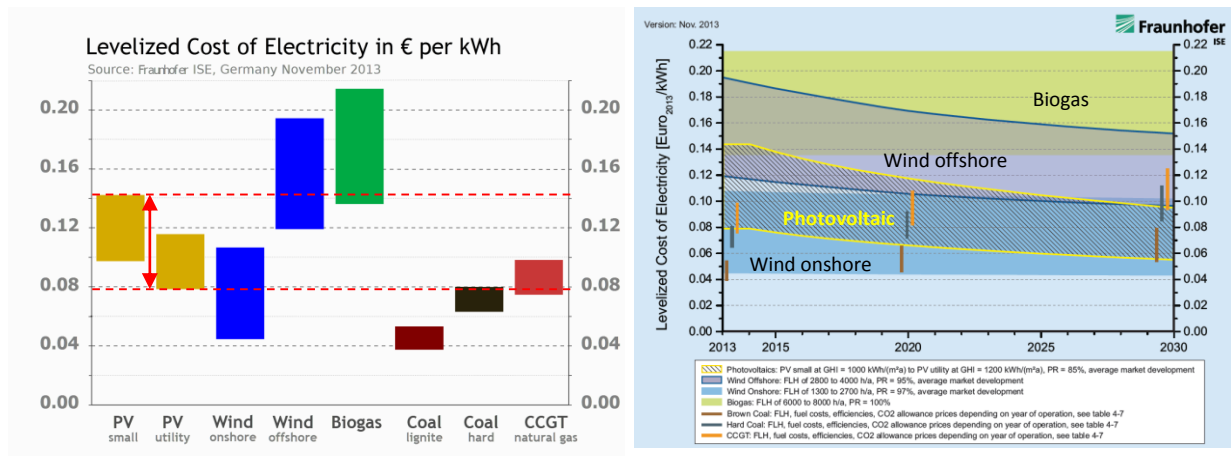 Levelized Cost of Electricity in € per kWh
Source: Fraunhofer ISE, Germany November 2013
0.20
0.16
0.12
0.08
0.04
0.00
0.20
0.16
0.12
0.08
0.04
0.00
PV small
PV utility
Wind onshore
Wind offshore
Biogas
Coal lignite
Coal hard
CCGT natural gas
Version: Nov. 2013
Fraunhofer
ISE
Levelized Cost of Electricity [Euro2013/kWh]
0.22
0.20
0.18
0.16
0.14
0.12
0.10
0.08
0.06
0.04
0.02
0.00
Biogas
Wind offshore
Photovoltaic
Wind onshore
0.22
0.20
0.18
0.16
0.14
0.12
0.10
0.08
0.06
0.04
0.02
0.00
2013 2015 2020 2025 2030
Photovoltaics: PV small at GHI = 1000 kWh/(m²a) to PV utility at GHI = 1200 kWh/(m²a), PR = 85%, average market development
Wind Offshore: FLH of 2800 to 4000 h/a, PR = 95%, average market development
Wind Onshore: FLH of 1300 to 2700 h/a, PR = 97%, average market development
Biogas: FLH of 6000 to 8000 h/a, PR = 100%
Brown Coal: FLH, fuel costs, efficiencies, CO2 allowance prices depending on year of operation, see table 4-7
Hard Coal: FLH, fuel costs, efficiencies, CO2 allowance prices depending on year of operation, see table 4-7
CCGT: FLH, fuel costs, efficiencies, CO2 allowance prices depending on year of operation, see table 4-7